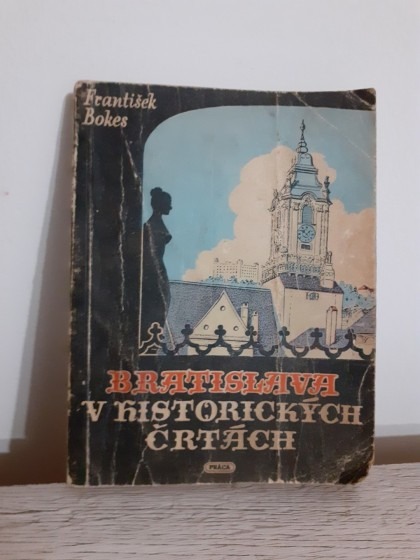 František
Bokes
BRATISLAVA
V HISTORICKÝCH
ČRTÁCH
PRÁCA